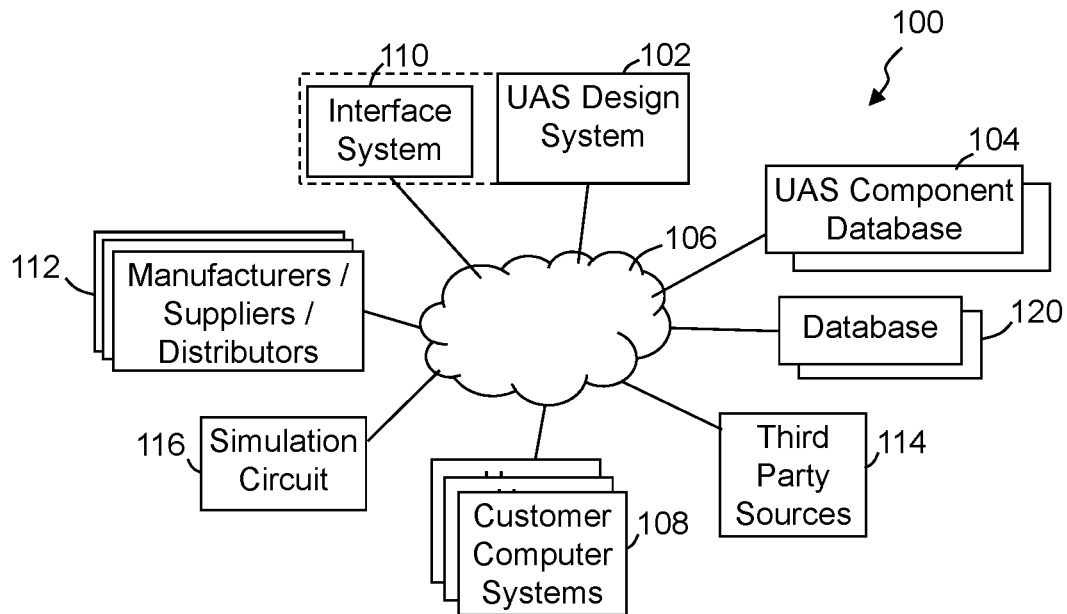 100
110
102
Interface
System
UAS Design
System
104
UAS Component
Database
106
112
Manufacturers /
Suppliers /
Distributors
Database
120
116
Simulation
Circuit
Third
Party
Sources
114
Customer
Computer
Systems
108